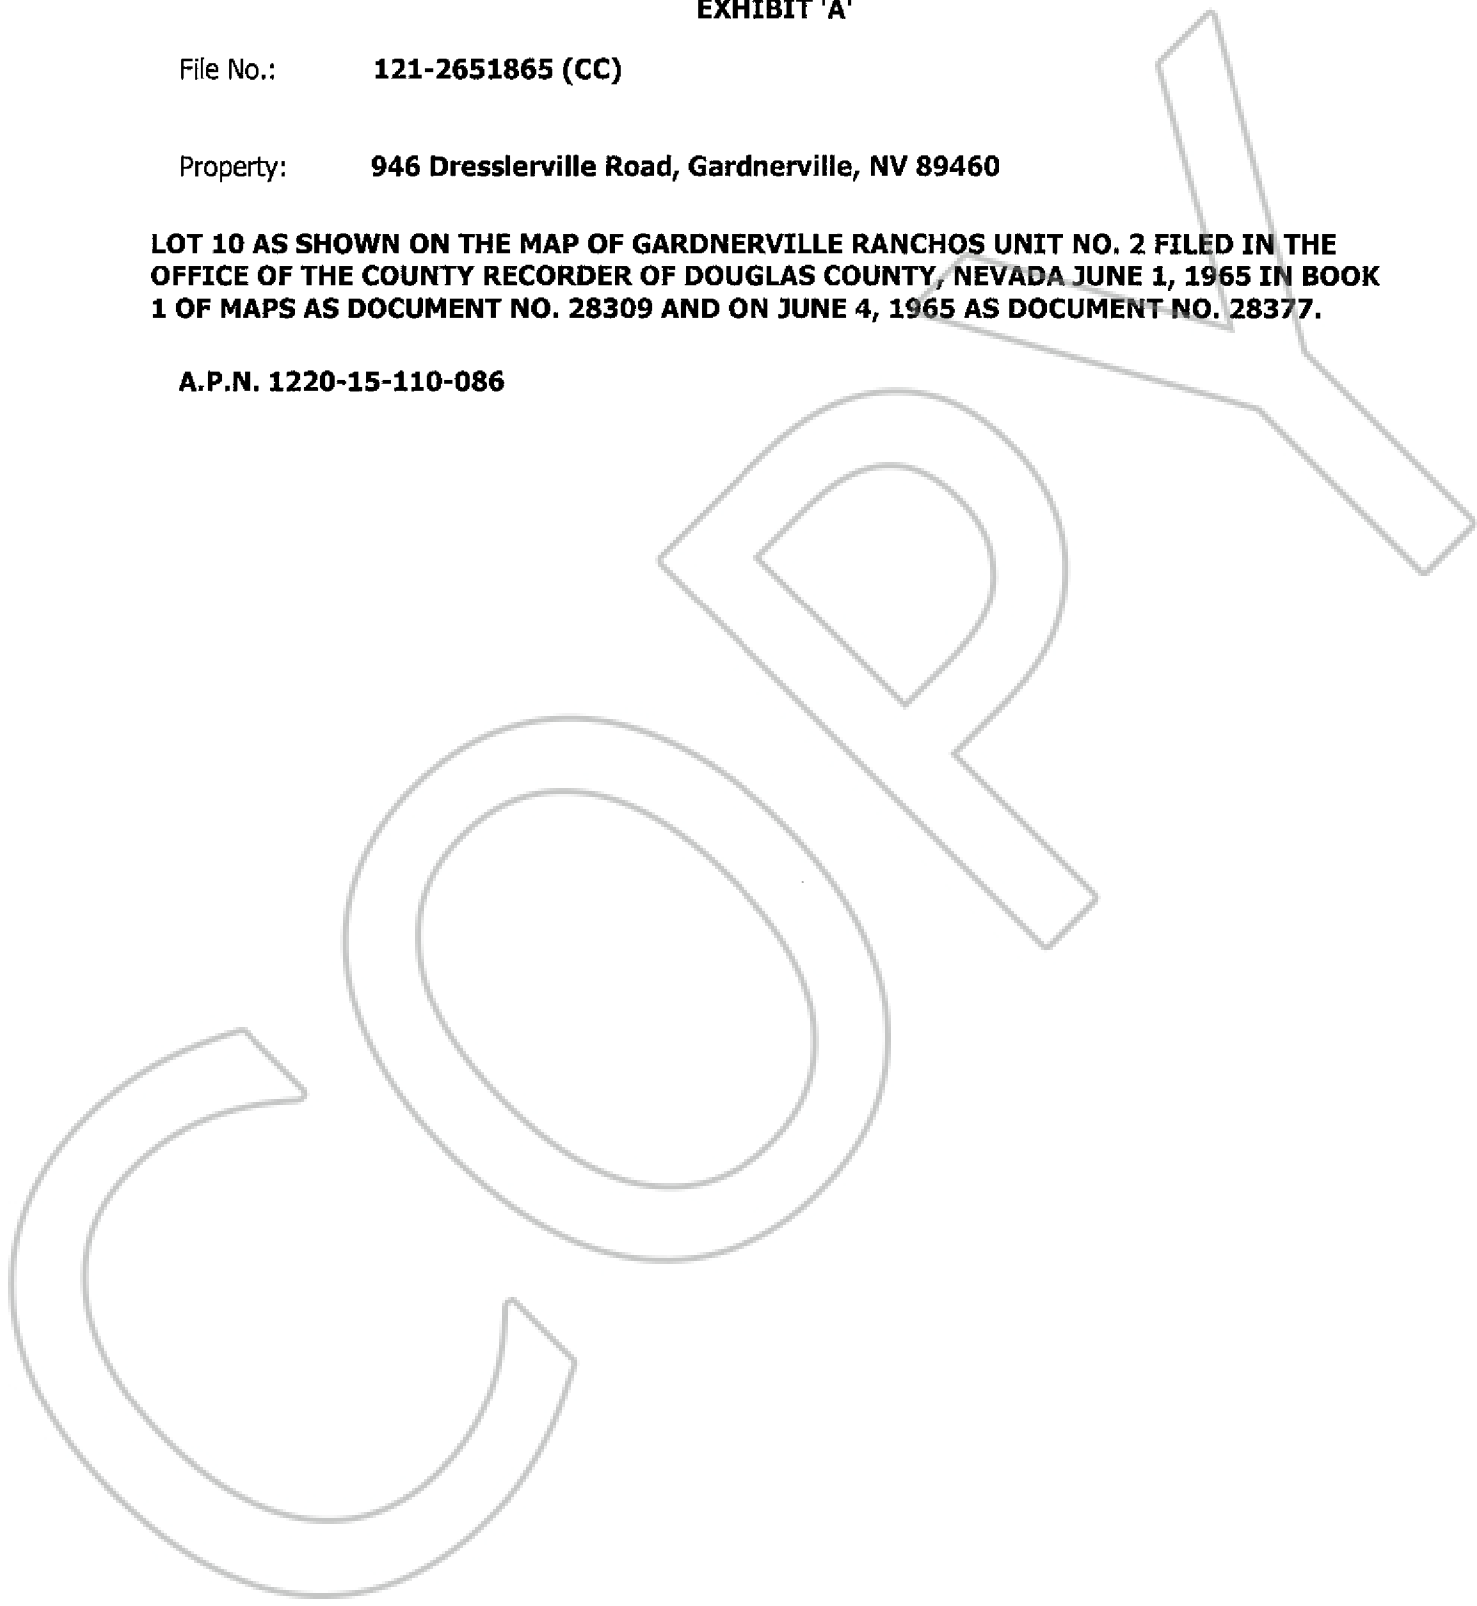 EXHIBIT 'A'
File No.: 121-2651865 (CC)
Property: 946 Dresslerville Road, Gardnerville, NV 89460
LOT 10 AS SHOWN ON THE MAP OF GARDNERVILLE RANCHOS UNIT NO. 2 FILED IN THE
OFFICE OF THE COUNTY RECORDER OF DOUGLAS COUNTY, NEVADA JUNE 1, 1965 IN BOOK
1 OF MAPS AS DOCUMENT NO. 28309 AND ON JUNE 4, 1965 AS DOCUMENT NO. 28377.
A.P.N. 1220-15-110-086
COPY